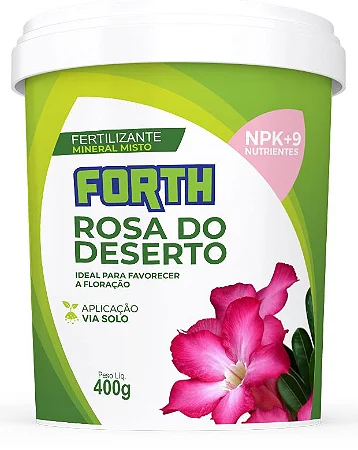 FERTILIZANTE
MINERAL MISTO
NPK+9
NUTRIENTES
FORTH
ROSA DO
DESERTO
IDEAL PARA FAVORECER
A FLORAÇÃO
APLICAÇÃO
VIA SOLO
Peso Líq.
400g